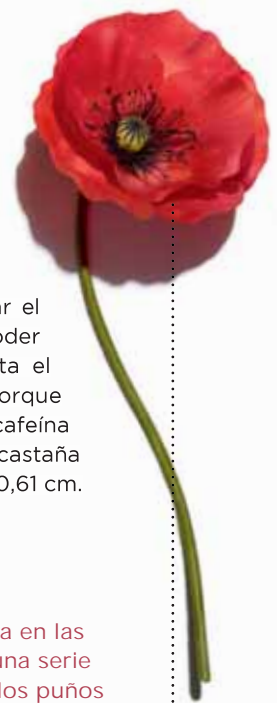 ar el
oder
ta el
orque
cafeína
castaña
0,61 cm.
a en las
una serie
los puños